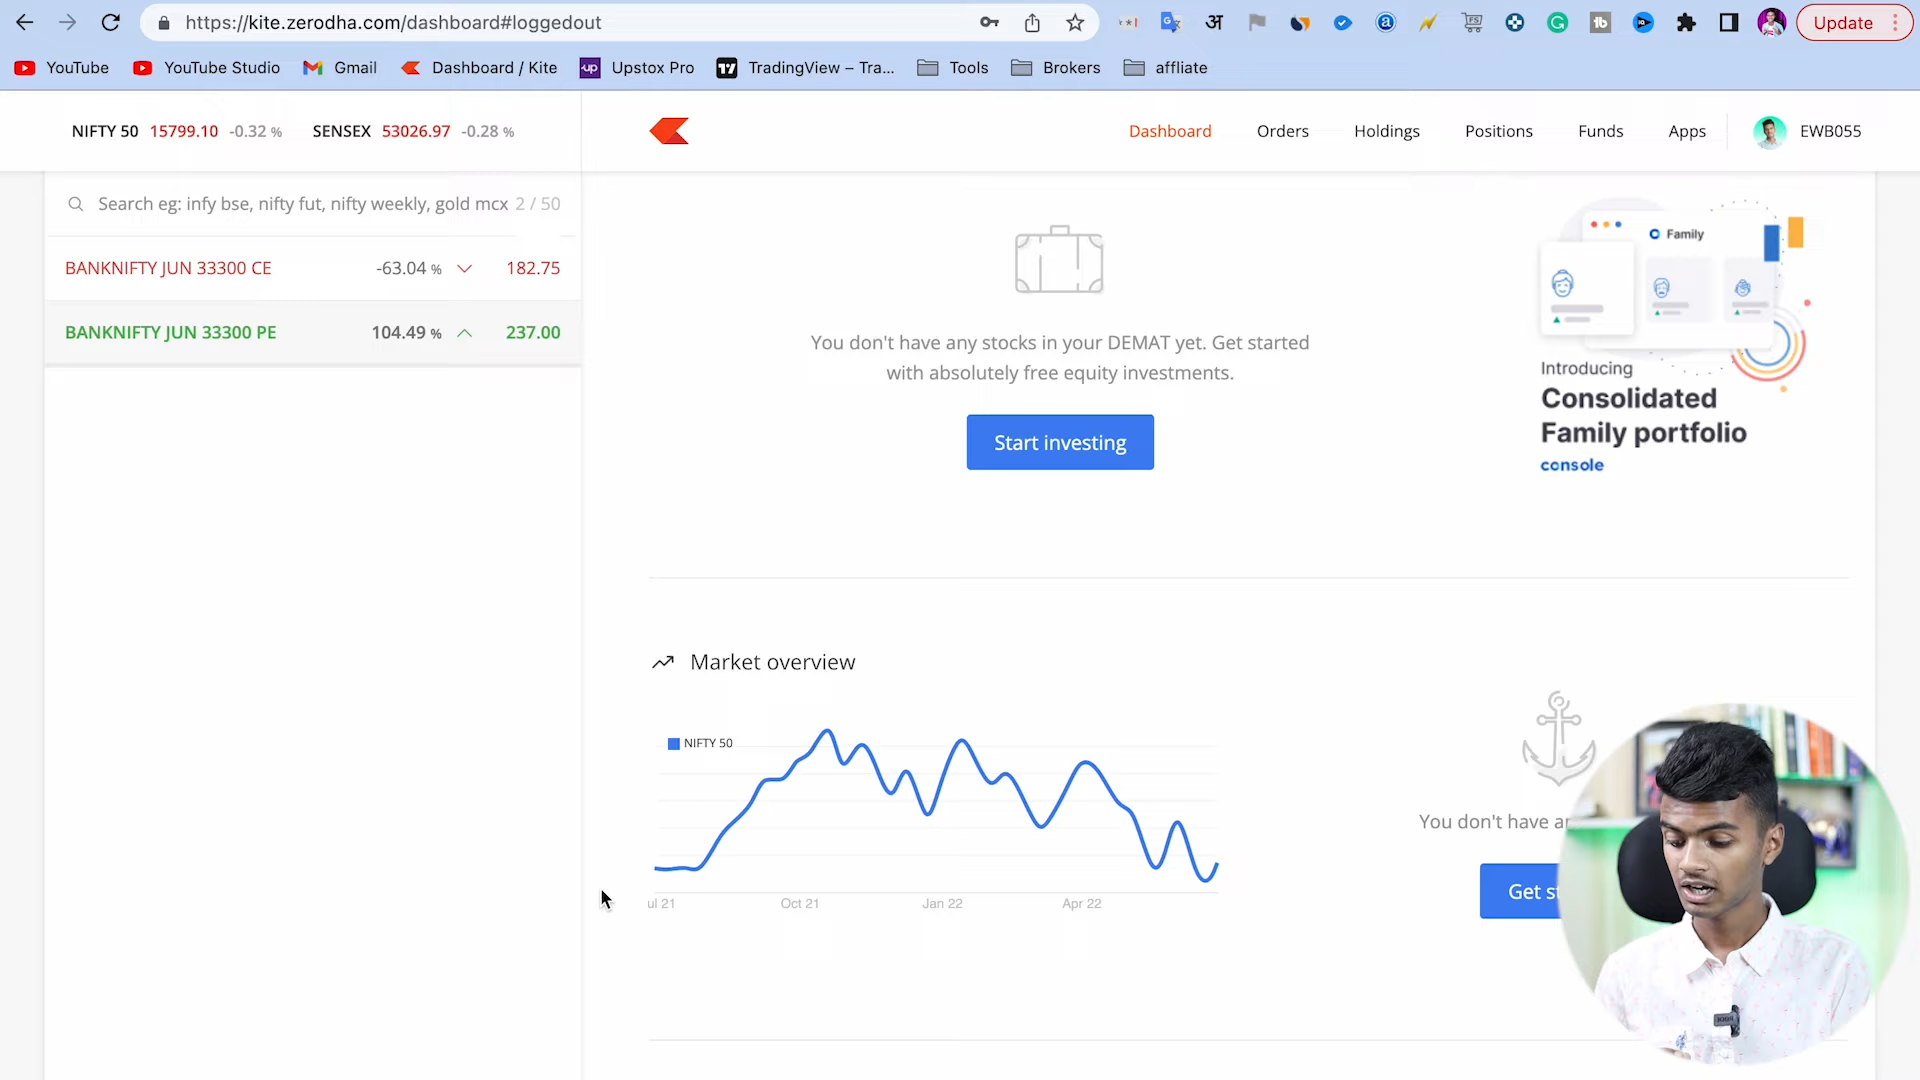 https://kite.zerodha.com/dashboard#loggedout
Update
YouTube
YouTube Studio
Gmail
Dashboard / Kite
Upstox Pro
TradingView – Tra...
Tools
Brokers
affliate
NIFTY 50 15799.10 -0.32 %
SENSEX 53026.97 -0.28 %
Dashboard
Orders
Holdings
Positions
Funds
Apps
EWB055
Search eg: infy bse, nifty fut, nifty weekly, gold mcx 2 / 50
BANKNIFTY JUN 33300 CE -63.04 % 182.75
BANKNIFTY JUN 33300 PE 104.49 % 237.00
You don't have any stocks in your DEMAT yet. Get started
with absolutely free equity investments.
Start investing
Family
Introducing
Consolidated
Family portfolio
console
Market overview
NIFTY 50
ul 21
Oct 21
Jan 22
Apr 22
You don't have
Get